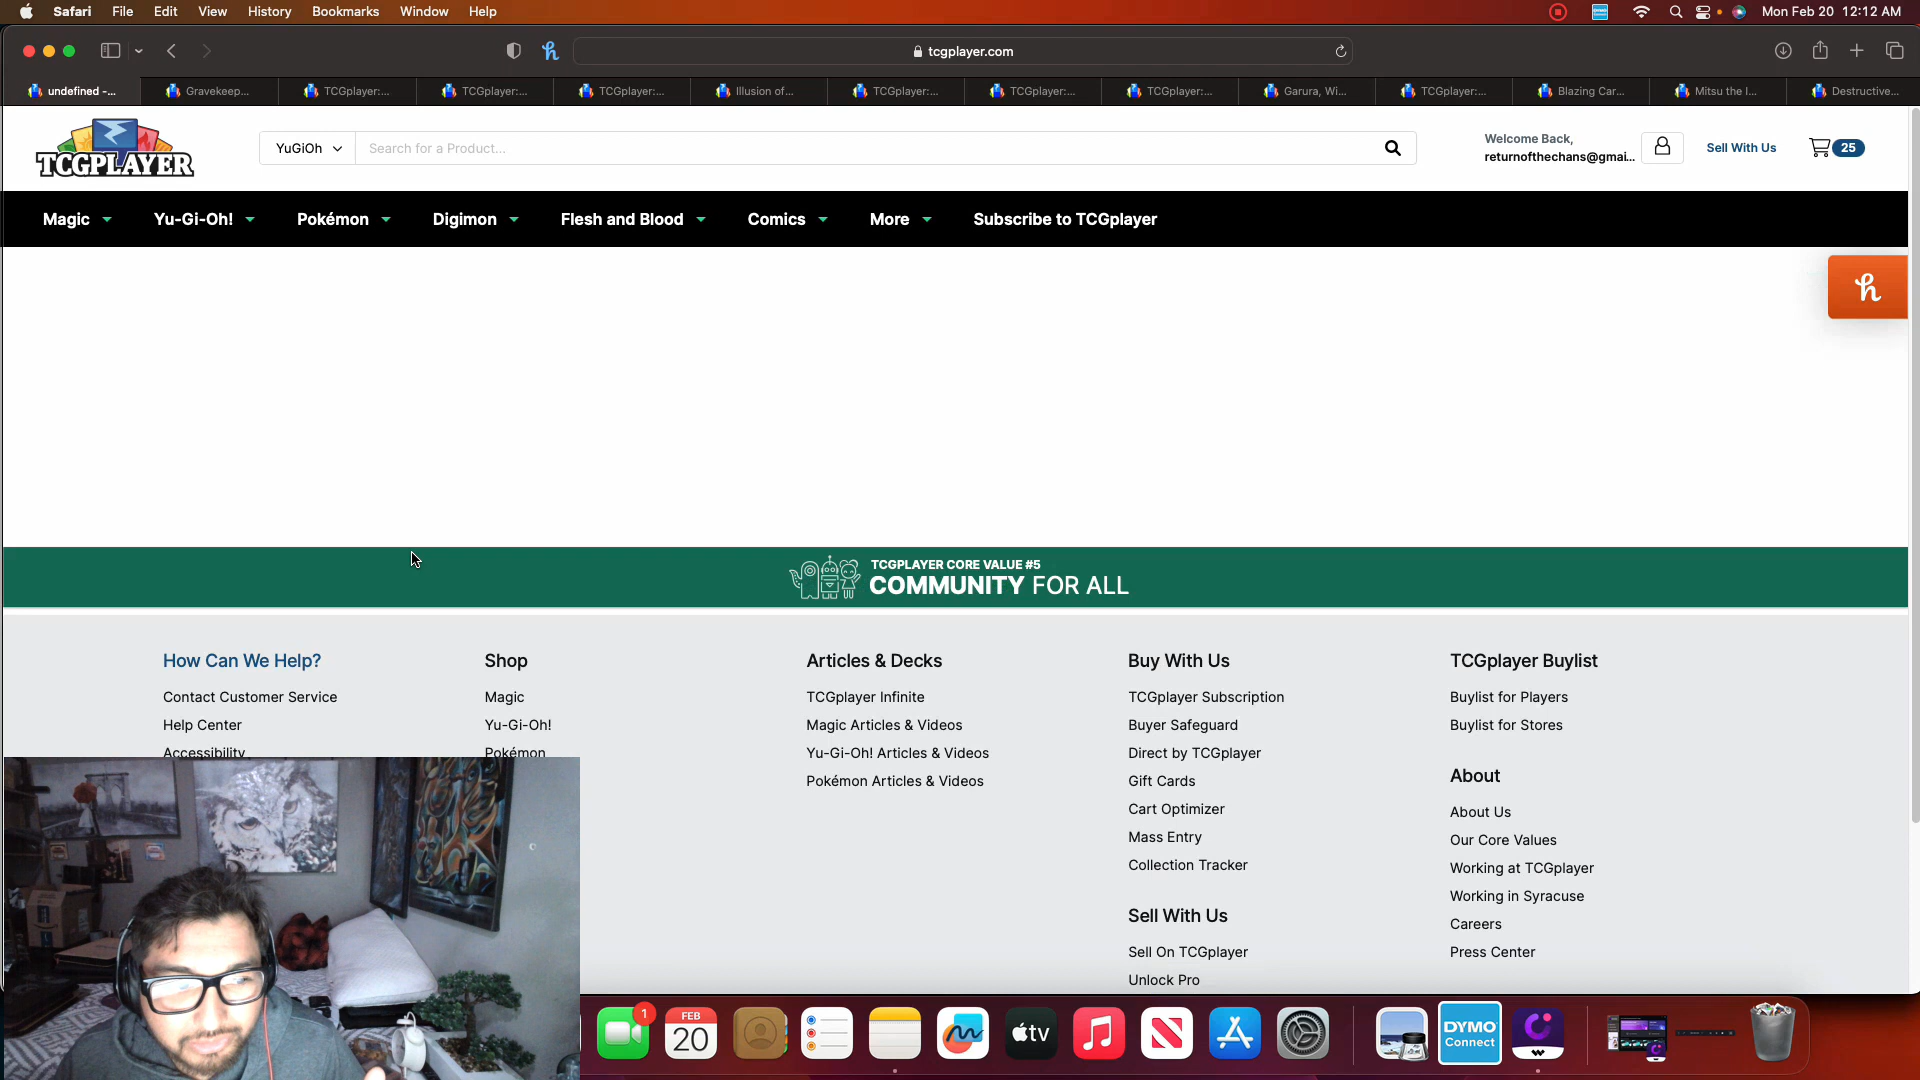 Safari File Edit View History Bookmarks Window Help
Mon Feb 20 12:12 AM
tcgplayer.com
undefined -...
Gravekeep...
TCGplayer:...
TCGplayer:...
TCGplayer:...
Illusion of...
TCGplayer:...
TCGplayer:...
TCGplayer:...
Garura, Wi...
TCGplayer:...
Blazing Car...
Mitsu the I...
Destructive...
TCGPLAYER
YuGiOh
Search for a Product...
Welcome Back,
returnofthechans@gmai...
Sell With Us
25
Magic
Yu-Gi-Oh!
Pokémon
Digimon
Flesh and Blood
Comics
More
Subscribe to TCGplayer
TCGPLAYER CORE VALUE #5
COMMUNITY FOR ALL
How Can We Help?
Contact Customer Service
Help Center
Accessibility
Shop
Magic
Yu-Gi-Oh!
Pokémon
Articles & Decks
TCGplayer Infinite
Magic Articles & Videos
Yu-Gi-Oh! Articles & Videos
Pokémon Articles & Videos
Buy With Us
TCGplayer Subscription
Buyer Safeguard
Direct by TCGplayer
Gift Cards
Cart Optimizer
Mass Entry
Collection Tracker
Sell With Us
Sell On TCGplayer
Unlock Pro
TCGplayer Buylist
Buylist for Players
Buylist for Stores
About
About Us
Our Core Values
Working at TCGplayer
Working in Syracuse
Careers
Press Center
1
FEB
20
tv
DYMO
Connect